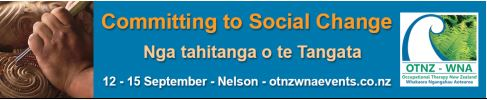 Committing to Social Change
Nga tahitanga o te Tangata
12 - 15 September - Nelson - otnzwnaevents.co.nz
OTNZ - WNA
Occupational Therapy New Zealand
Whakaora Ngangahau Aotearoa